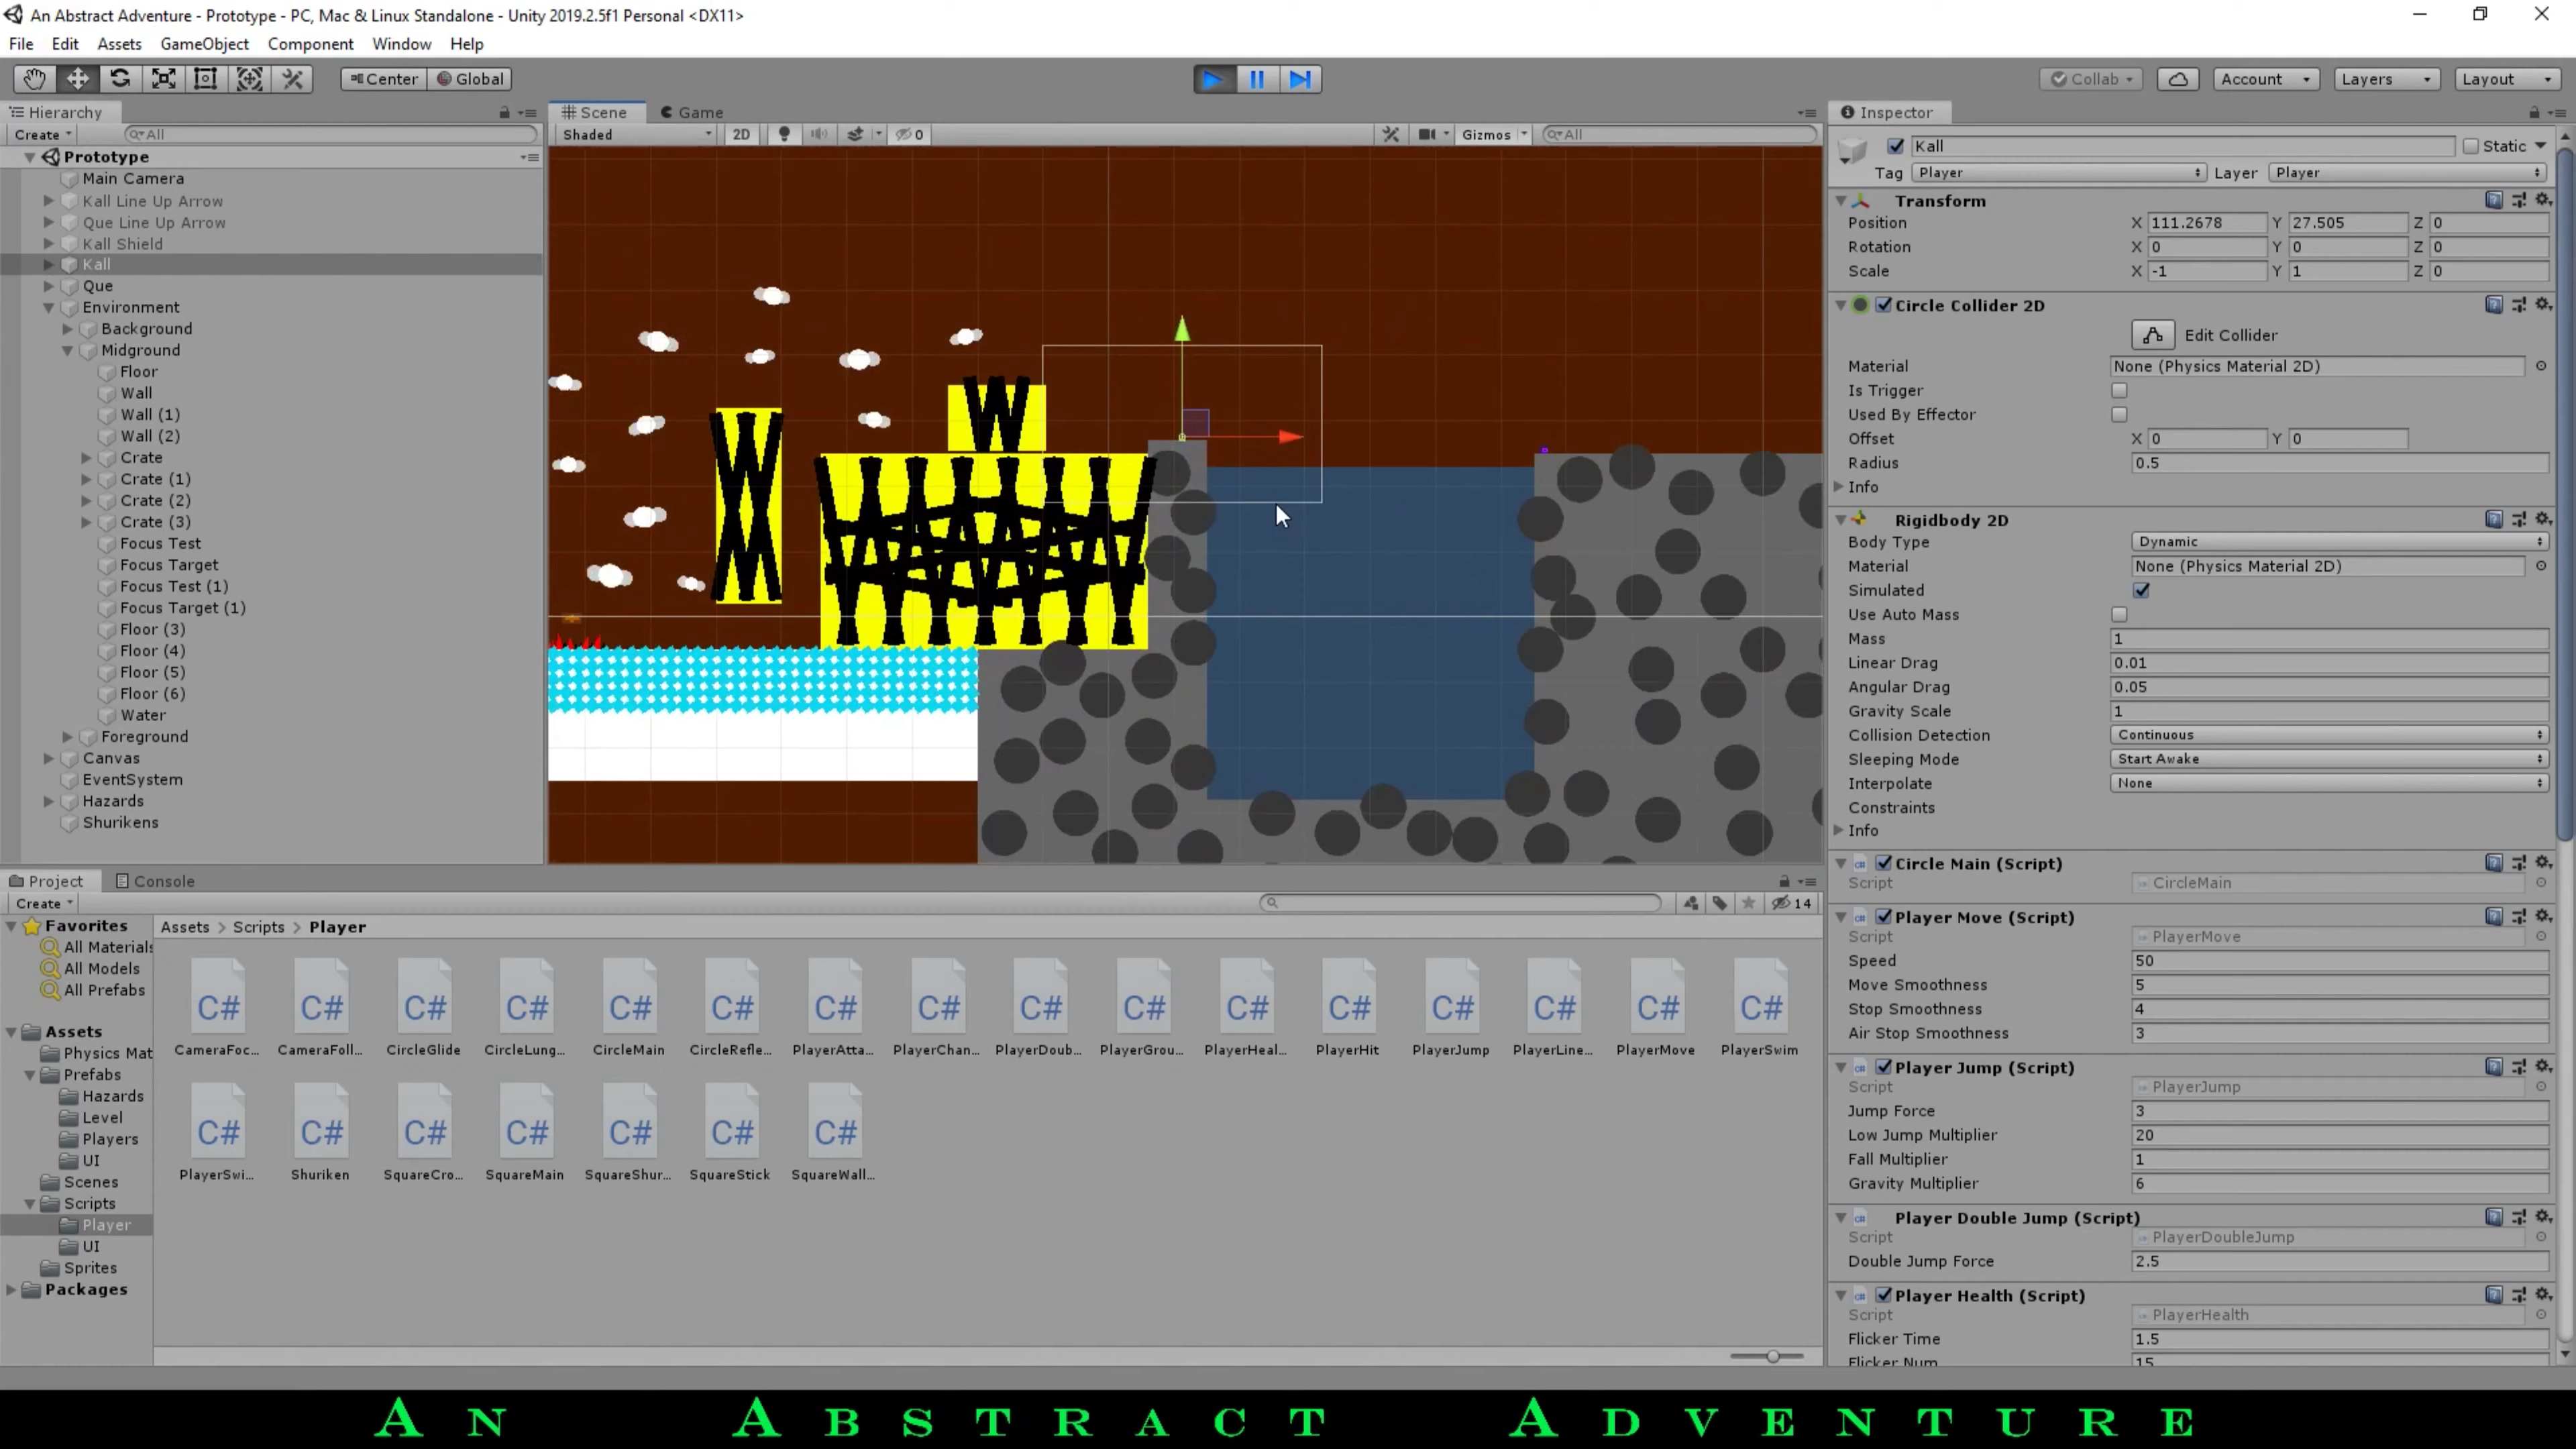 An Abstract Adventure - Prototype - PC, Mac & Linux Standalone - Unity 2019.2.5f1 Personal <DX11>
File Edit Assets GameObject Component Window Help
Center Global Collab Account Layers Layout
Hierarchy
Create All
Prototype
Main Camera
Kall Line Up Arrow
Que Line Up Arrow
Kall Shield
Kall
Que
Environment
Background
Midground
Floor
Wall
Wall (1)
Wall (2)
Crate
Crate (1)
Crate (2)
Crate (3)
Focus Test
Focus Target
Focus Test (1)
Focus Target (1)
Floor (3)
Floor (4)
Floor (5)
Floor (6)
Water
Foreground
Canvas
EventSystem
Hazards
Shurikens
Scene Game
Shaded 2D 0 Gizmos All
Inspector
Kall Static
Tag Player Layer Player
Transform
Position X 111.2678 Y 27.505 Z 0
Rotation X 0 Y 0 Z 0
Scale X -1 Y 1 Z 0
Circle Collider 2D
Edit Collider
Material None (Physics Material 2D)
Is Trigger
Used By Effector
Offset X 0 Y 0
Radius 0.5
Info
Rigidbody 2D
Body Type Dynamic
Material None (Physics Material 2D)
Simulated
Use Auto Mass
Mass 1
Linear Drag 0.01
Angular Drag 0.05
Gravity Scale 1
Collision Detection Continuous
Sleeping Mode Start Awake
Interpolate None
Constraints
Info
Circle Main (Script)
Script CircleMain
Player Move (Script)
Script PlayerMove
Speed 50
Move Smoothness 5
Stop Smoothness 4
Air Stop Smoothness 3
Player Jump (Script)
Script PlayerJump
Jump Force 3
Low Jump Multiplier 20
Fall Multiplier 1
Gravity Multiplier 6
Player Double Jump (Script)
Script PlayerDoubleJump
Double Jump Force 2.5
Player Health (Script)
Script PlayerHealth
Flicker Time 1.5
Flicker Num 15
Project Console
Create 14
Favorites
All Materials
All Models
All Prefabs
Assets
Physics Mat
Prefabs
Hazards
Level
Players
UI
Scenes
Scripts
Player
UI
Sprites
Packages
Assets > Scripts > Player
C# C# C# C# C# C# C# C# C# C# C# C# C# C# C# C#
CameraFoc... CameraFoll... CircleGlide CircleLung... CircleMain CircleRefle... PlayerAtta... PlayerChan... PlayerDoub... PlayerGrou... PlayerHeal... PlayerHit PlayerJump PlayerLine... PlayerMove PlayerSwim
C# C# C# C# C# C# C#
PlayerSwi... Shuriken SquareCro... SquareMain SquareShur... SquareStick SquareWall...
An Abstract Adventure